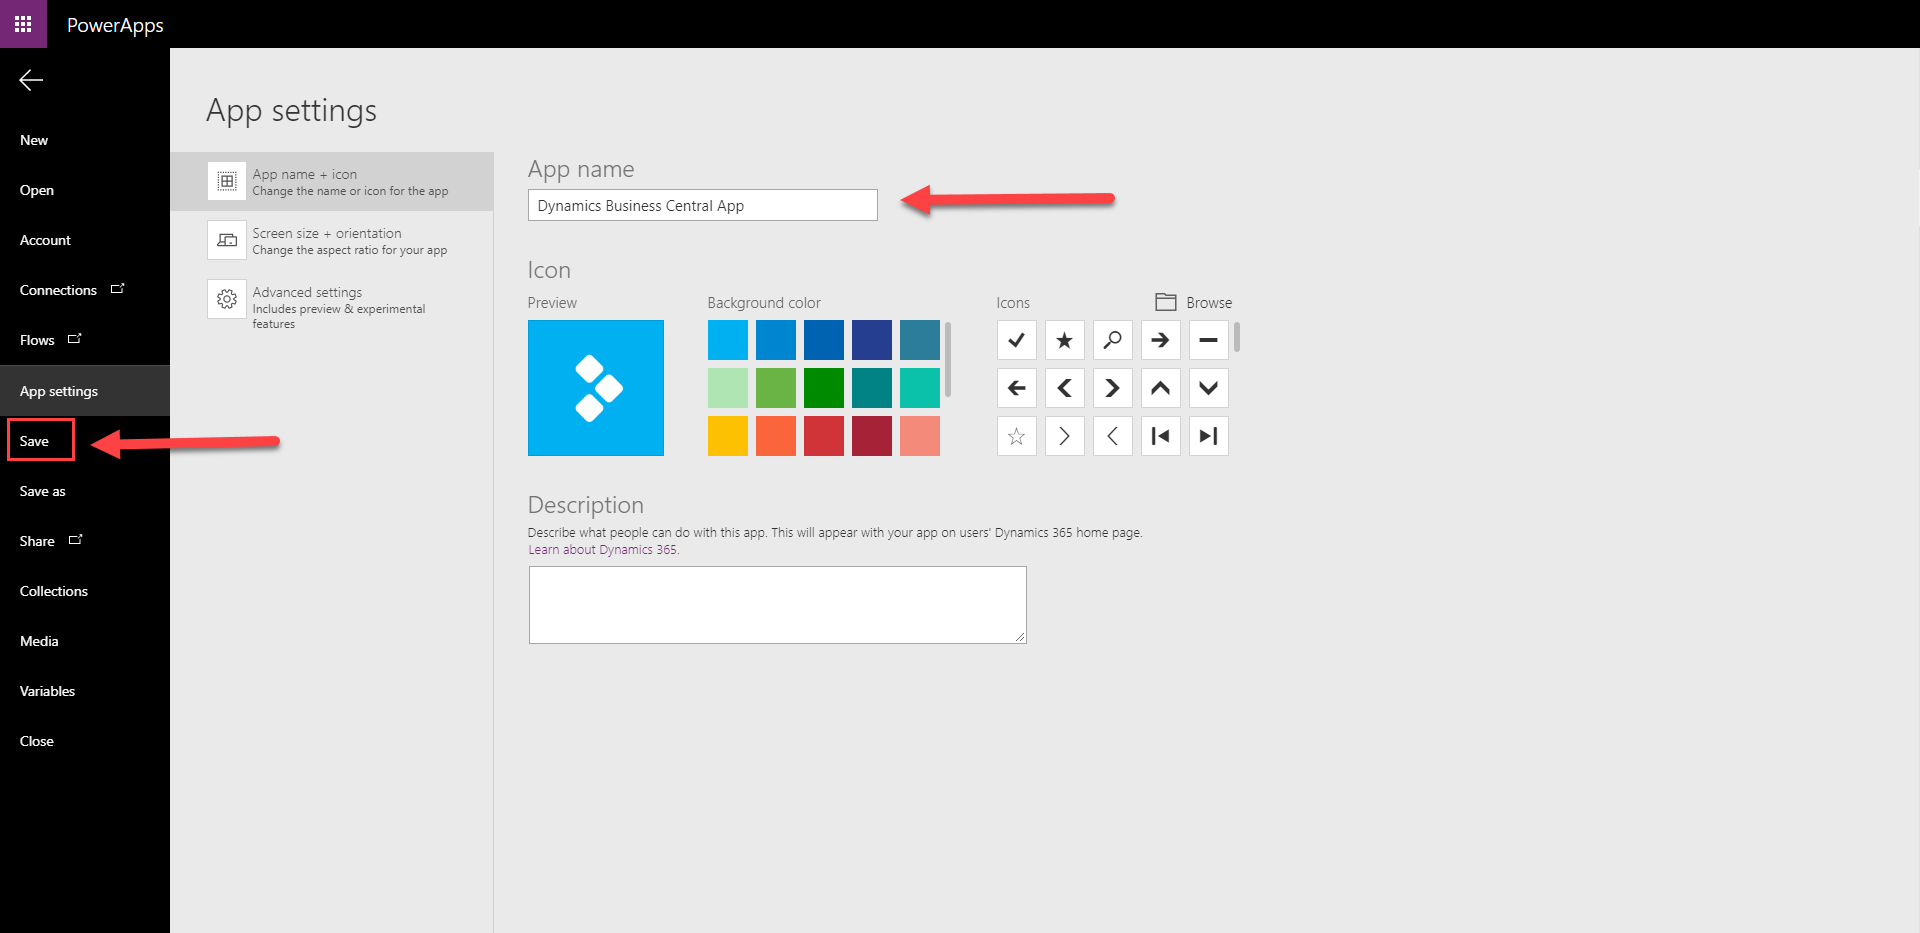 PowerApps
New
Open
Account
Connections
Flows
App settings
Save
Save as
Share
Collections
Media
Variables
Close
App settings
App name + icon
Change the name or icon for the app
Screen size + orientation
Change the aspect ratio for your app
Advanced settings
Includes preview & experimental
features
App name
Dynamics Business Central App
Icon
Preview
Background color
Icons
Browse
Description
Describe what people can do with this app. This will appear with your app on users' Dynamics 365 home page.
Learn about Dynamics 365.